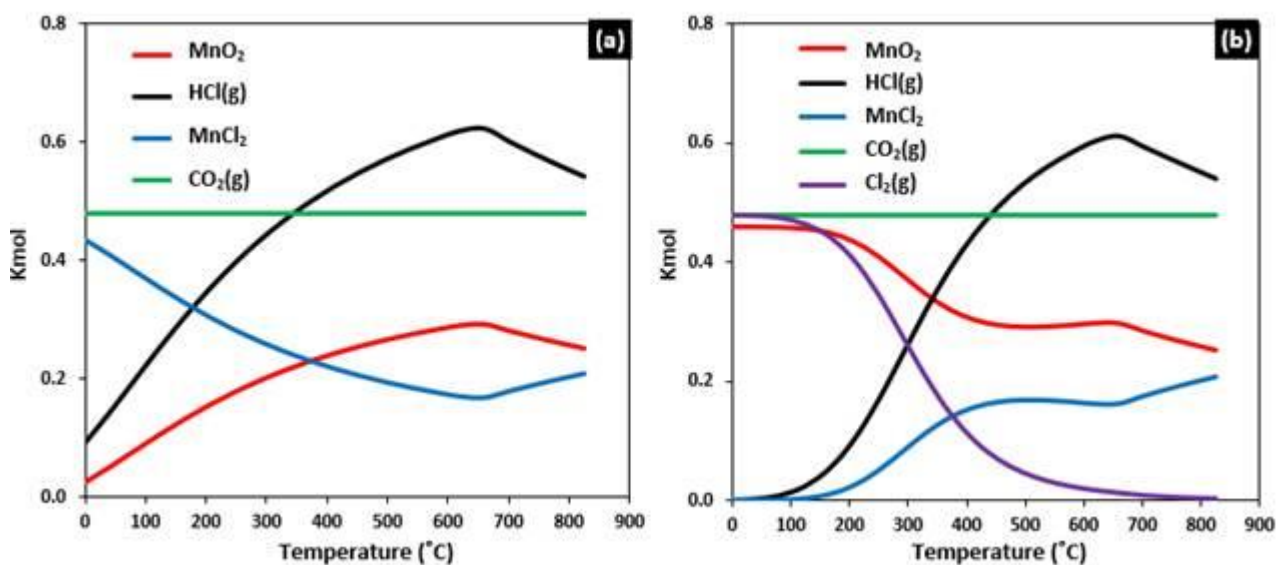 (a)
0.8
0.6
0.4
0.2
0.0
Kmol
MnO₂
HCl(g)
MnCl₂
CO₂(g)
0 100 200 300 400 500 600 700 800 900
Temperature (˚C)
(b)
0.8
0.6
0.4
0.2
0.0
Kmol
MnO₂
HCl(g)
MnCl₂
CO₂(g)
Cl₂(g)
0 100 200 300 400 500 600 700 800 900
Temperature (˚C)